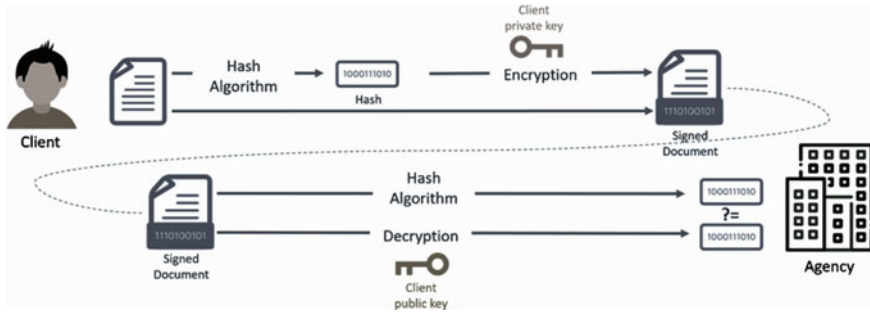 Client
private key
Hash
Algorithm
1000111010
Encryption
Hash
1110100101
Client
Signed
Document
Hash
Algorithm
1000111010
?=
1110100101
Decryption
1000111010
Signed
Document
Client
public key
Agency